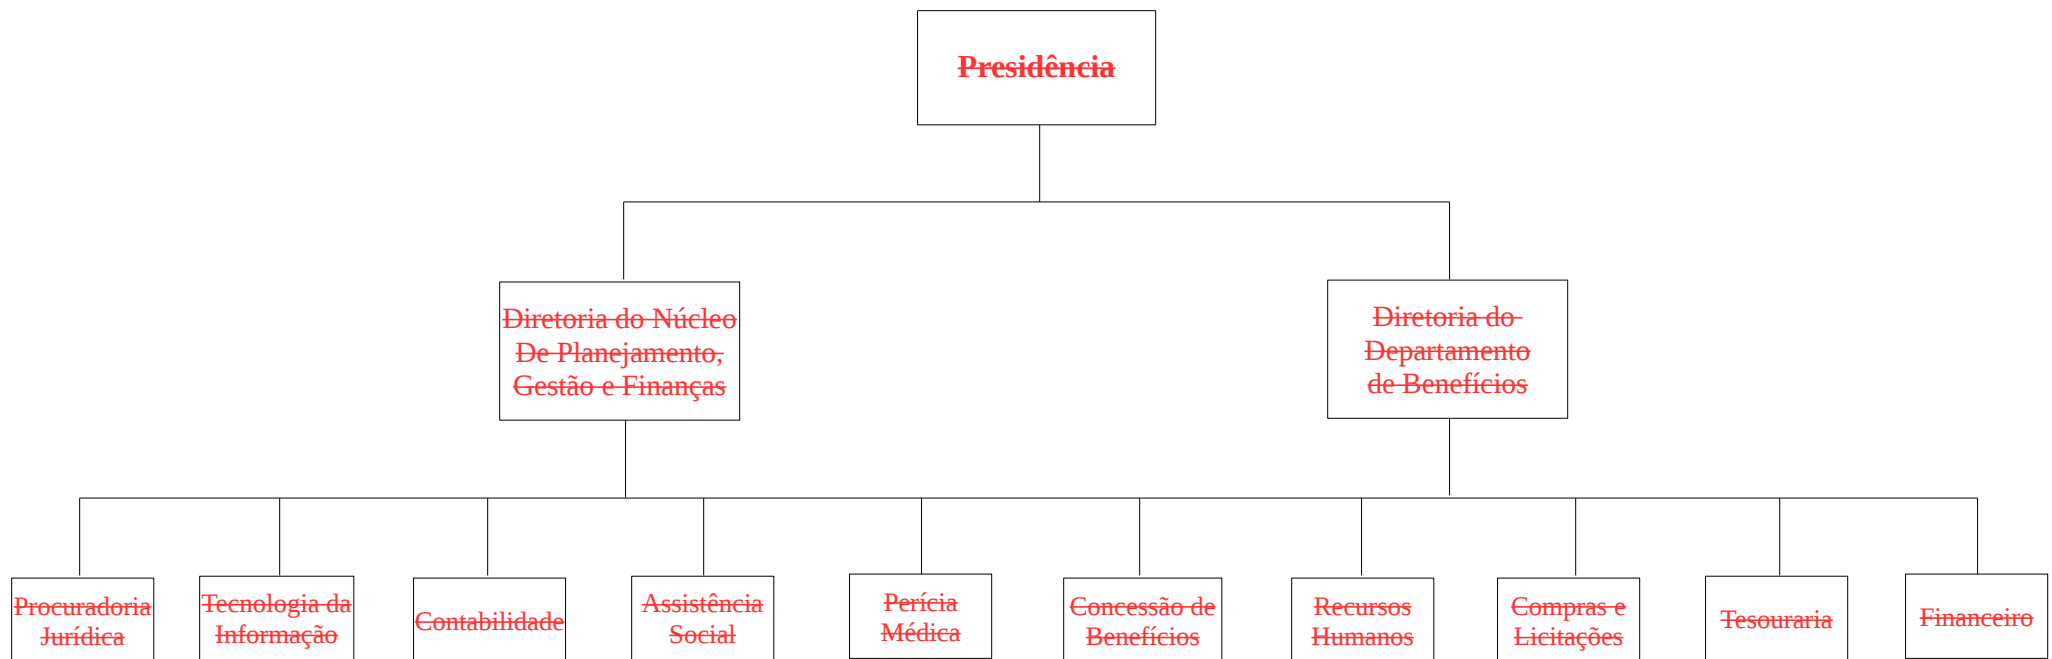 Presidência
Diretoria do Núcleo
De Planejamento,
Gestão e Finanças
Diretoria do
Departamento
de Benefícios
Procuradoria
Jurídica
Tecnologia da
Informação
Contabilidade
Assistência
Social
Perícia
Médica
Concessão de
Benefícios
Recursos
Humanos
Compras e
Licitações
Tesouraria
Financeiro